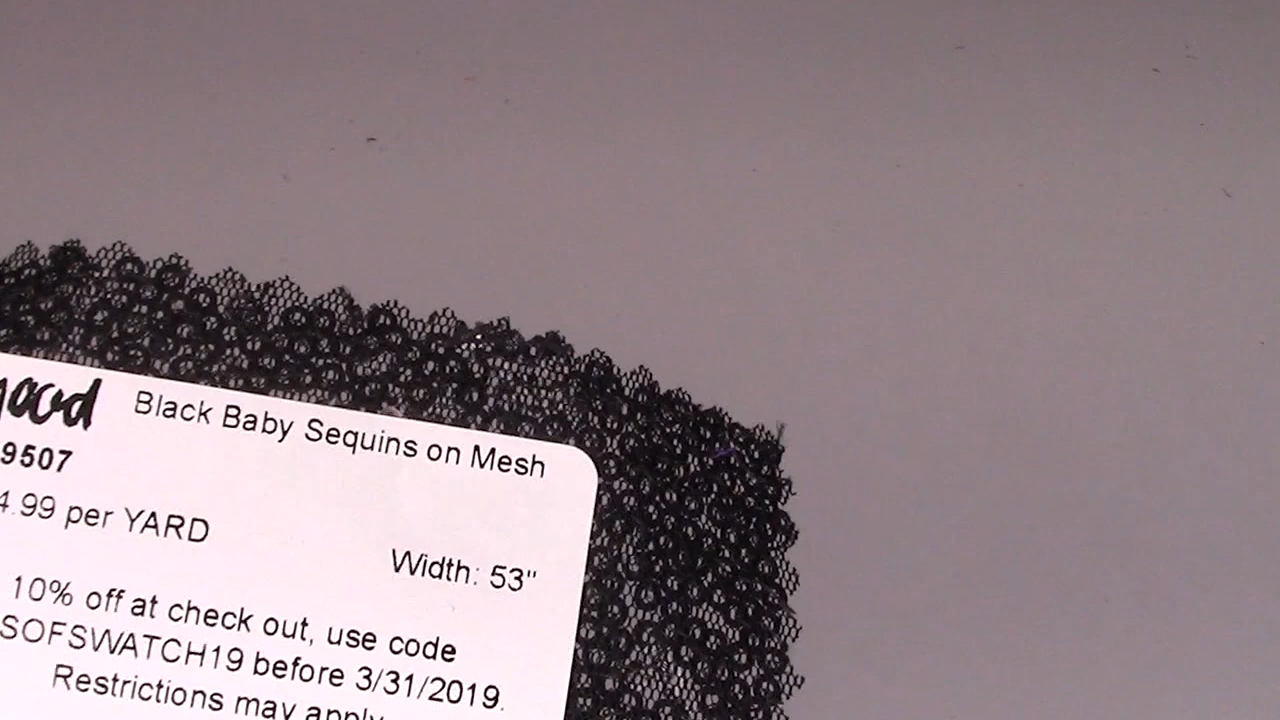 good Black Baby Sequins on Mesh
9507
4.99 per YARD
Width: 53"
10% off at check out, use code
SOFSWATCH19 before 3/31/2019.
Restrictions may apply